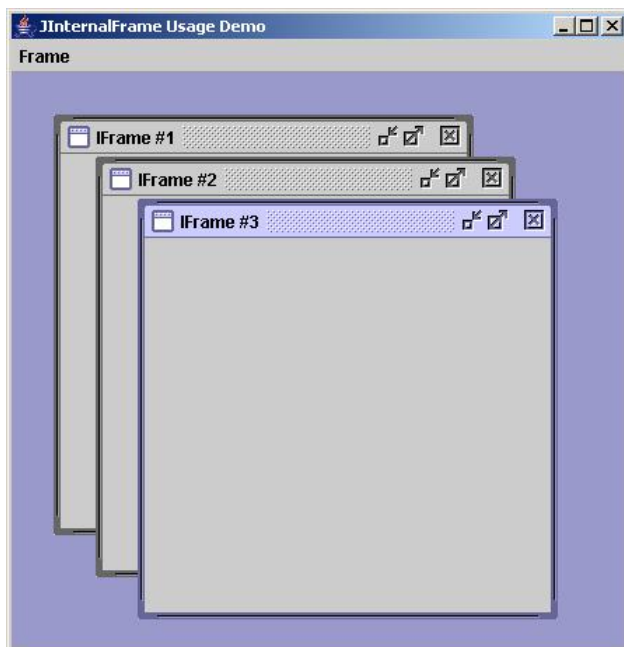 JInternalFrame Usage Demo
Frame
IFrame #1
IFrame #2
IFrame #3